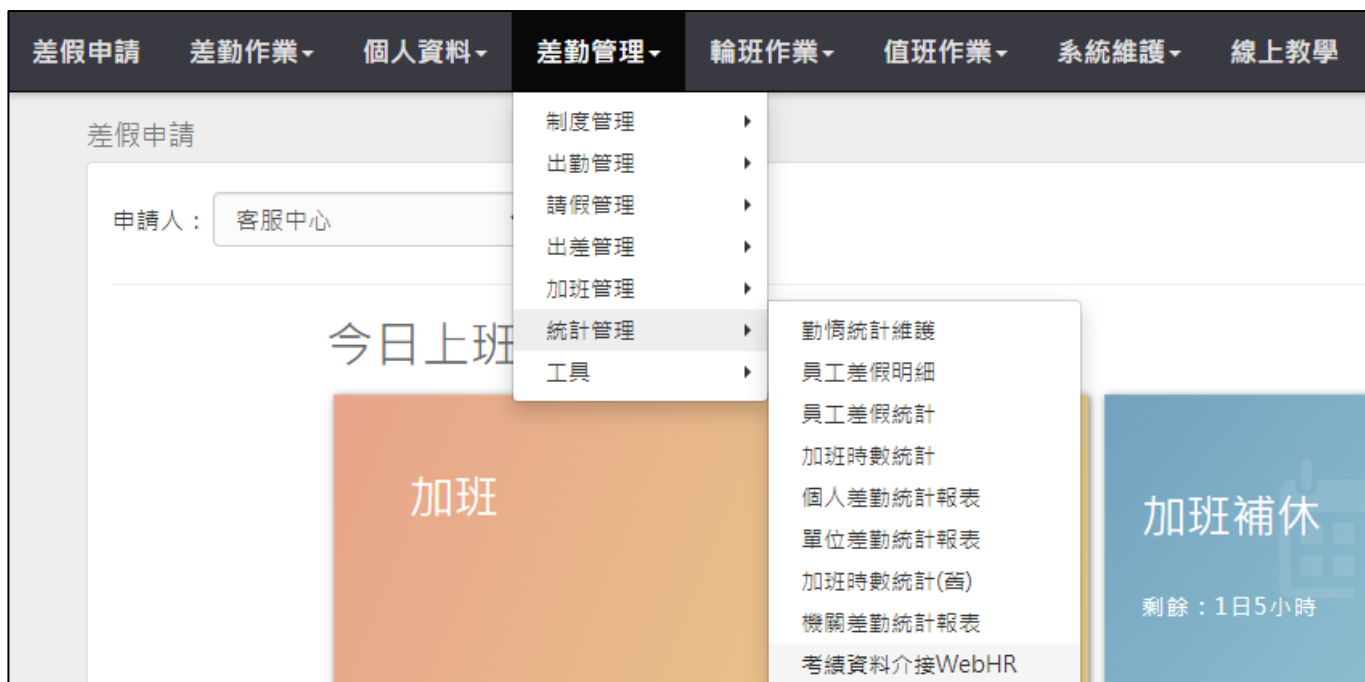 差假申請 差勤作業 個人資料 差勤管理 輪班作業 值班作業 系統維護 線上教學
差假申請
申請人： 客服中心
今日上班
制度管理
出勤管理
請假管理
出差管理
加班管理
統計管理
工具
勤惰統計維護
員工差假明細
員工差假統計
加班時數統計
個人差勤統計報表
單位差勤統計報表
加班時數統計(舊)
機關差勤統計報表
考績資料介接WebHR
加班
加班補休
剩餘：1日5小時